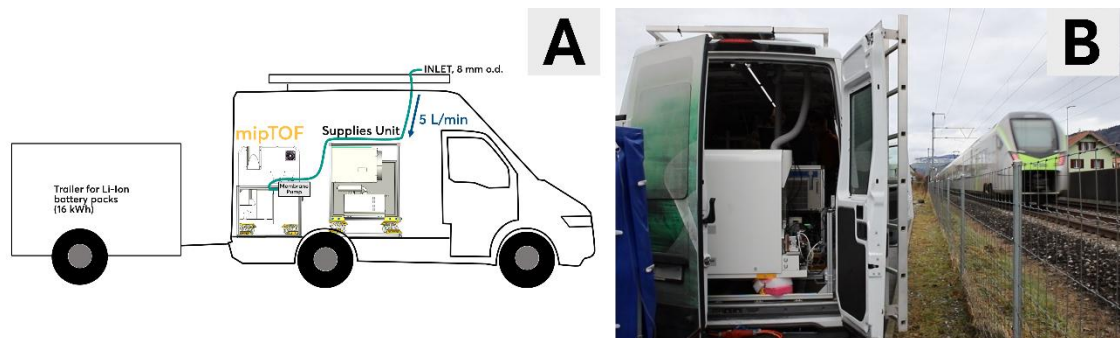 A
INLET, 8 mm o.d.
5 L/min
mipTOF
Supplies Unit
Membrane
Pump
Trailer for Li-Ion
battery packs
(16 kWh)
B